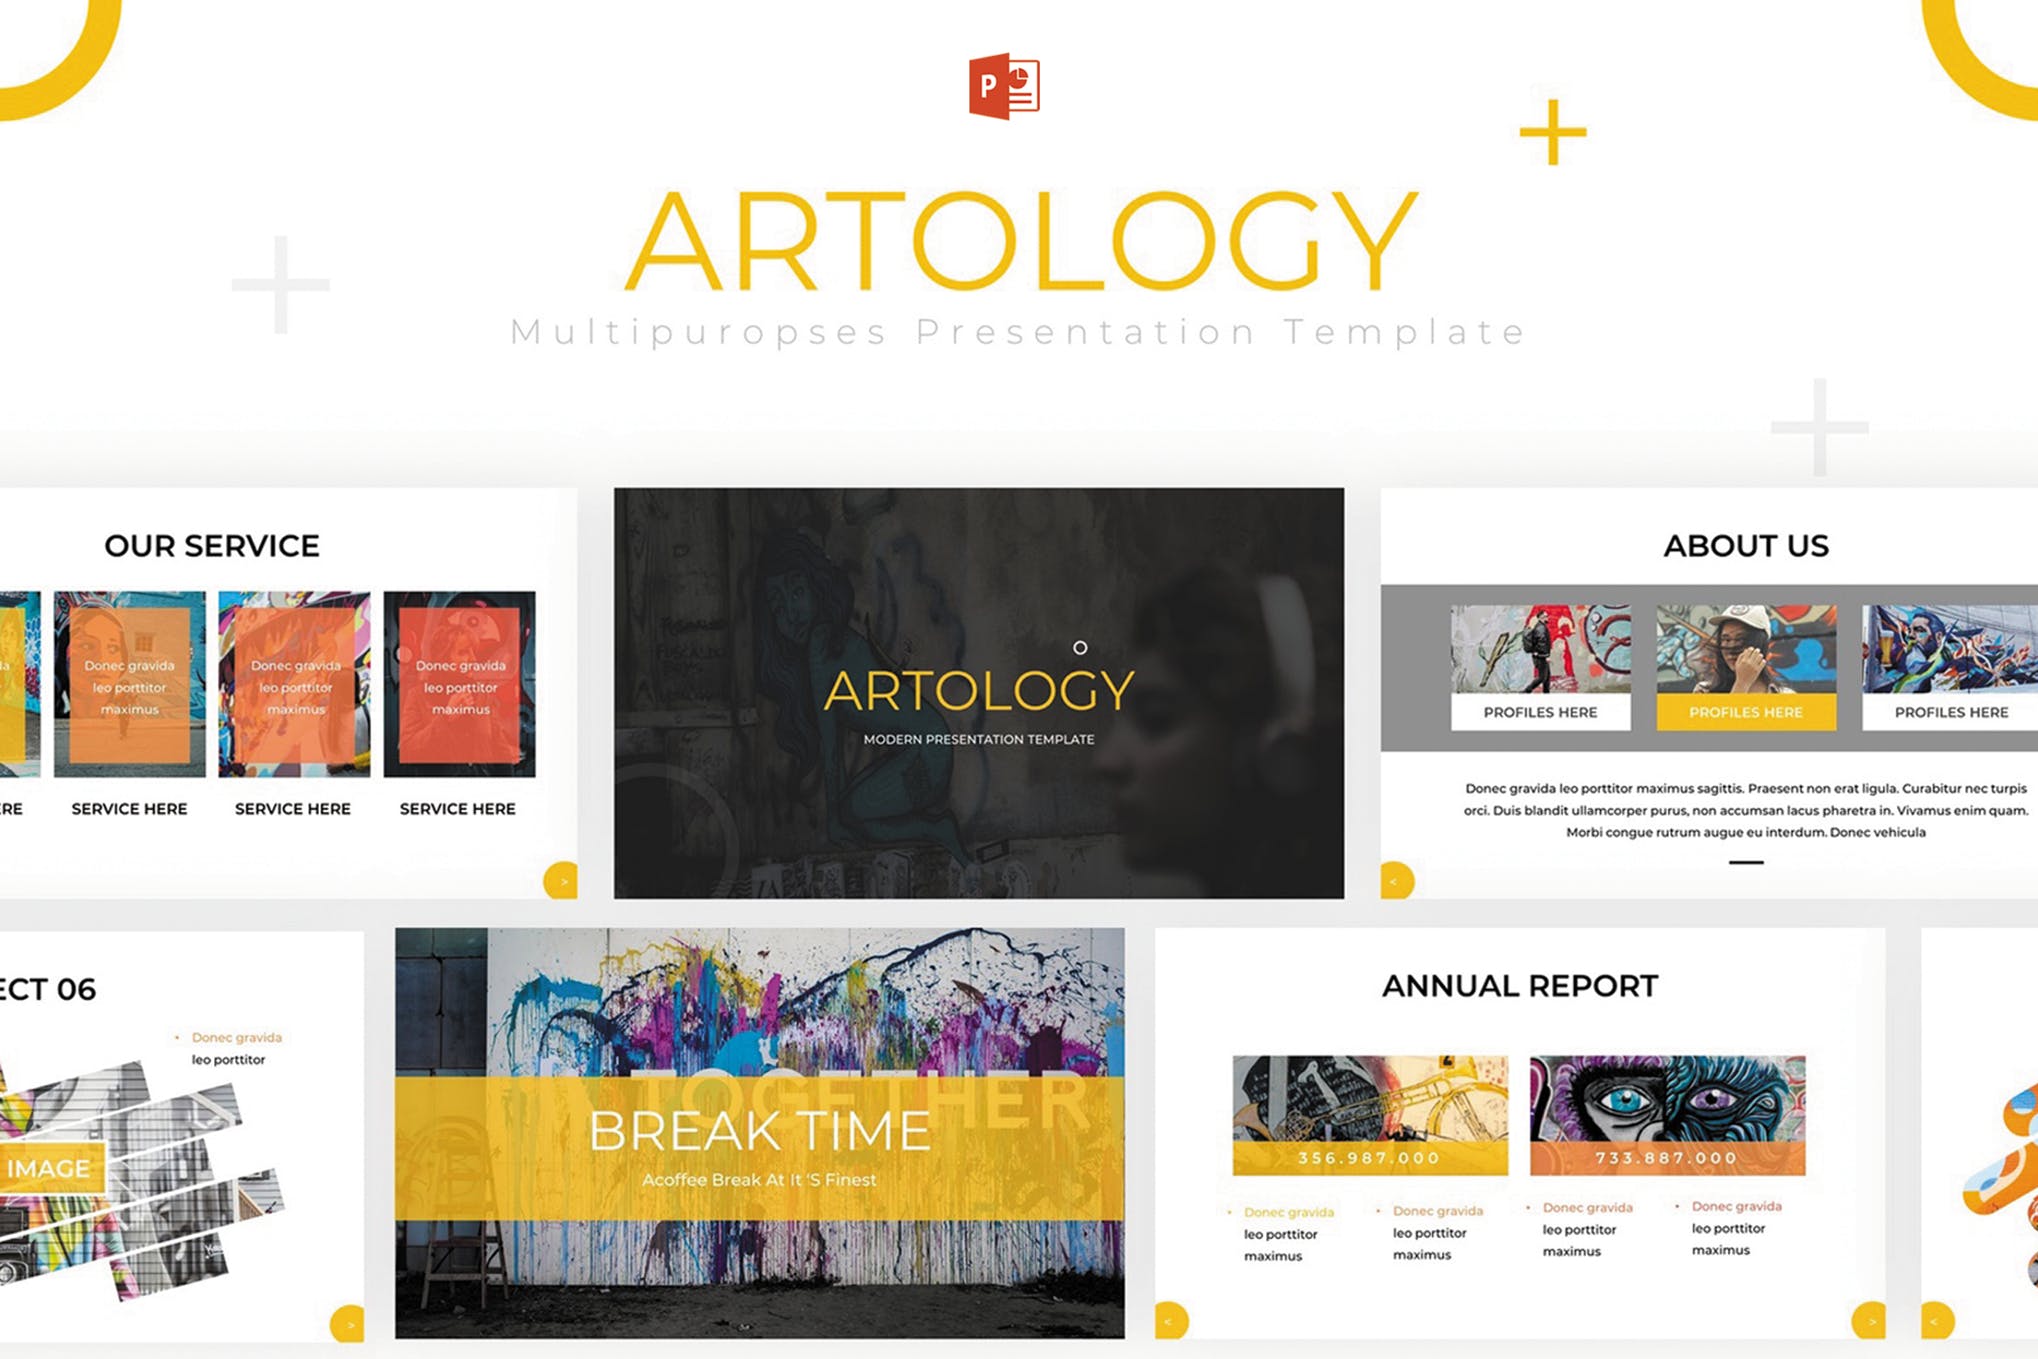 P
ARTOLOGY
Multipuropses Presentation Template
OUR SERVICE
Donec gravida
leo porttitor
maximus
Donec gravida
leo porttitor
maximus
Donec gravida
leo porttitor
maximus
SERVICE HERE
SERVICE HERE
SERVICE HERE
>
ARTOLOGY
MODERN PRESENTATION TEMPLATE
ABOUT US
PROFILES HERE
PROFILES HERE
PROFILES HERE
Donec gravida leo porttitor maximus sagittis. Praesent non erat ligula. Curabitur nec turpis
orci. Duis blandit ullamcorper purus, non accumsan lacus pharetra in. Vivamus enim quam.
Morbi congue rutrum augue eu interdum. Donec vehicula
<
ECT 06
• Donec gravida
leo porttitor
IMAGE
>
TOGETHER
BREAK TIME
Acoffee Break At It 'S Finest
ANNUAL REPORT
356.987.000
733.887.000
• Donec gravida
leo porttitor
maximus
• Donec gravida
leo porttitor
maximus
• Donec gravida
leo porttitor
maximus
• Donec gravida
leo porttitor
maximus
<
>
<